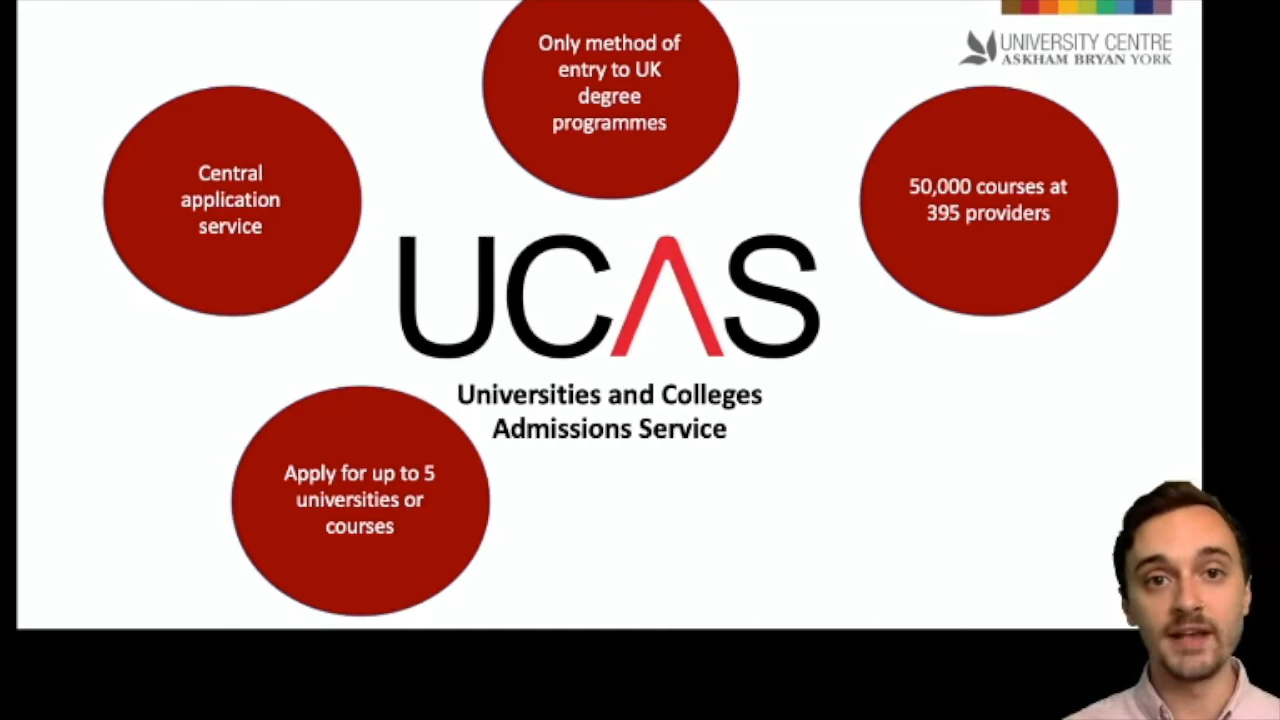 Only method of
entry to UK
degree
programmes
UNIVERSITY CENTRE
ASKHAM BRYAN YORK
Central
application
service
50,000 courses at
395 providers
UCAS
Universities and Colleges
Admissions Service
Apply for up to 5
universities or
courses